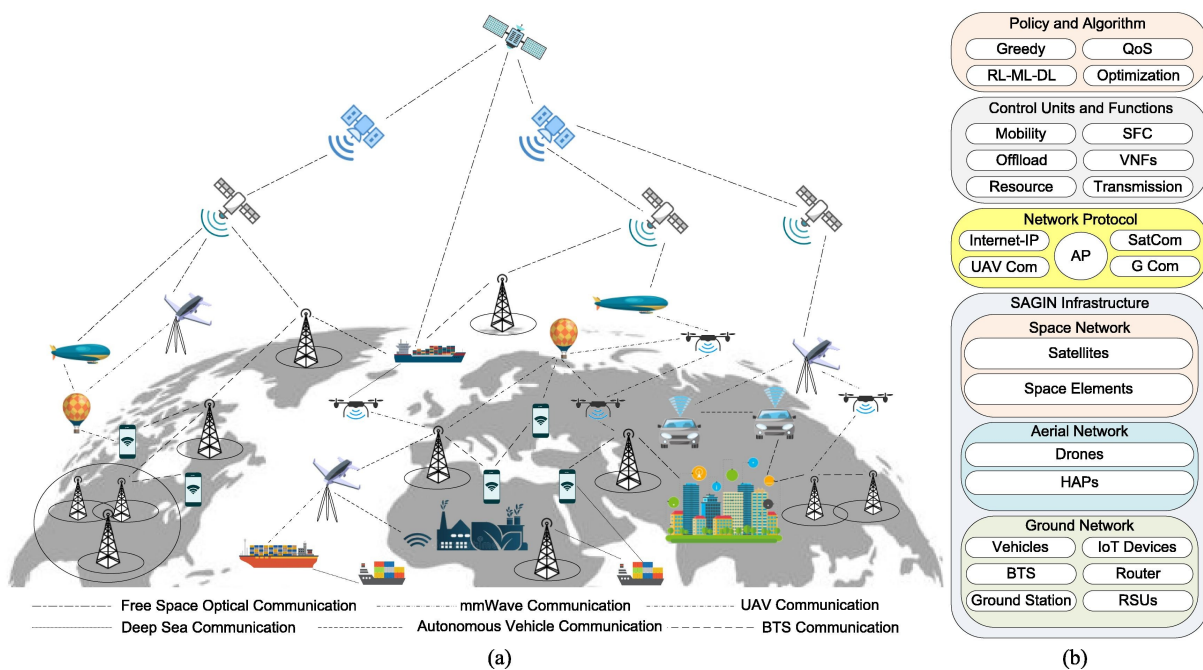 Policy and Algorithm
Greedy QoS
RL-ML-DL Optimization
Control Units and Functions
Mobility SFC
Offlload VNFs
Resource Transmission
Network Protocol
Internet-IP AP SatCom
UAV Com G Com
SAGIN Infrastructure
Space Network
Satellites
Space Elements
Aerial Network
Drones
HAPs
Ground Network
Vehicles IoT Devices
BTS Router
Ground Station RSUs
Free Space Optical Communication mmWave Communication UAV Communication
Deep Sea Communication Autonomous Vehicle Communication BTS Communication
(a) (b)